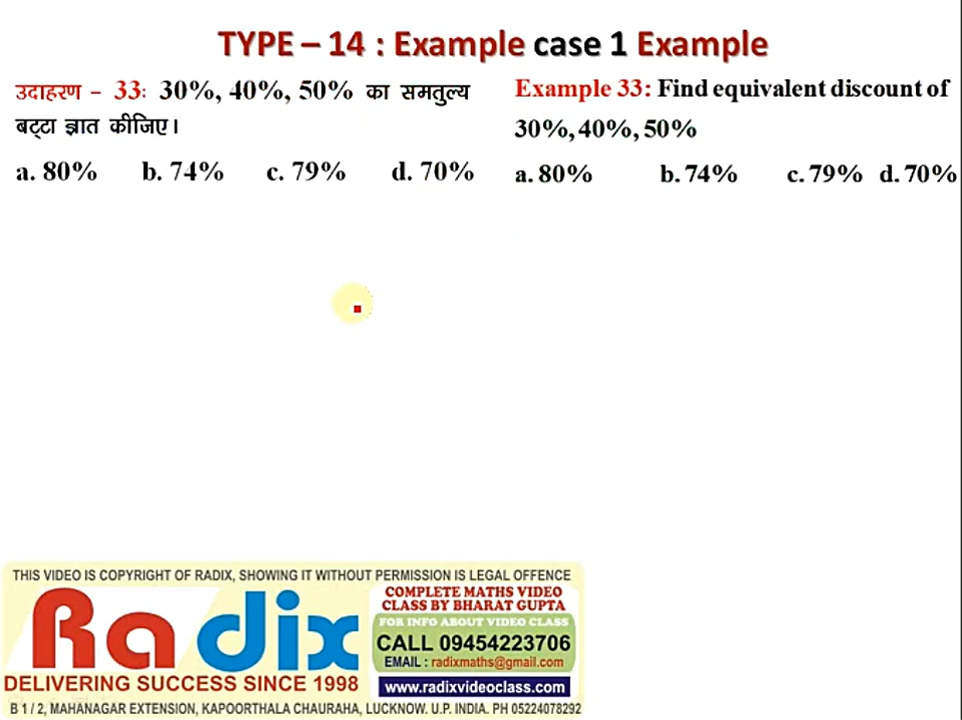 TYPE – 14 : Example case 1 Example
उदाहरण – 33: 30%, 40%, 50% का समतुल्य
बट्टा ज्ञात कीजिए।
a. 80% b. 74% c. 79% d. 70%
Example 33: Find equivalent discount of
30%, 40%, 50%
a. 80% b. 74% c. 79% d. 70%
THIS VIDEO IS COPYRIGHT OF RADIX, SHOWING IT WITHOUT PERMISSION IS LEGAL OFFENCE
Radix
DELIVERING SUCCESS SINCE 1998
COMPLETE MATHS VIDEO
CLASS BY BHARAT GUPTA
FOR INFO ABOUT VIDEO CLASS
CALL 09454223706
EMAIL : radixmaths@gmail.com
www.radixvideoclass.com
B 1 / 2, MAHANAGAR EXTENSION, KAPOORTHALA CHAURAHA, LUCKNOW. U.P. INDIA. PH 05224078292